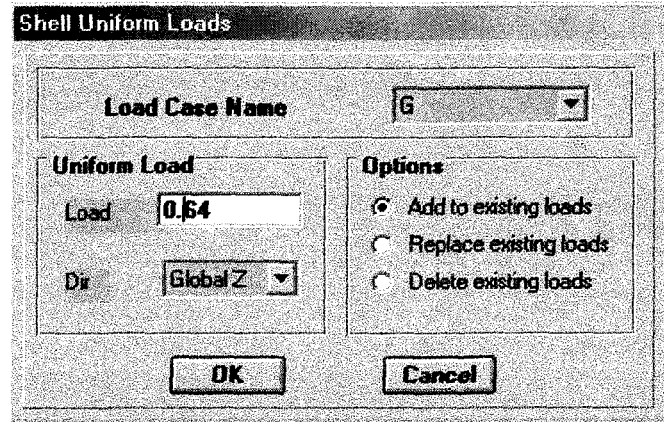 Shell Uniform Loads
Load Case Name G
Uniform Load
Load 0.64
Dir Global Z
Options
Add to existing loads
Replace existing loads
Delete existing loads
OK Cancel